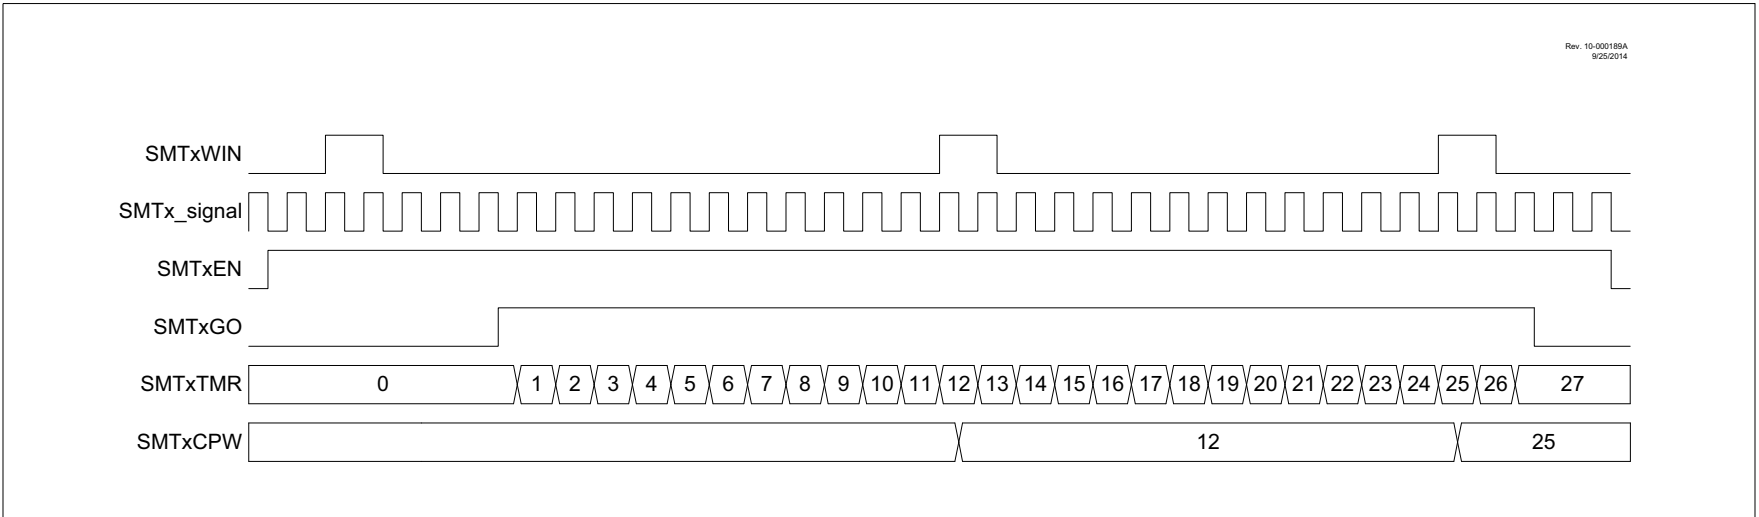 Rev. 10-000189A
9/25/2014
SMTxWIN
SMTx_signal
SMTxEN
SMTxGO
SMTxTMR 0 1 2 3 4 5 6 7 8 9 10 11 12 13 14 15 16 17 18 19 20 21 22 23 24 25 26 27
SMTxCPW 12 25